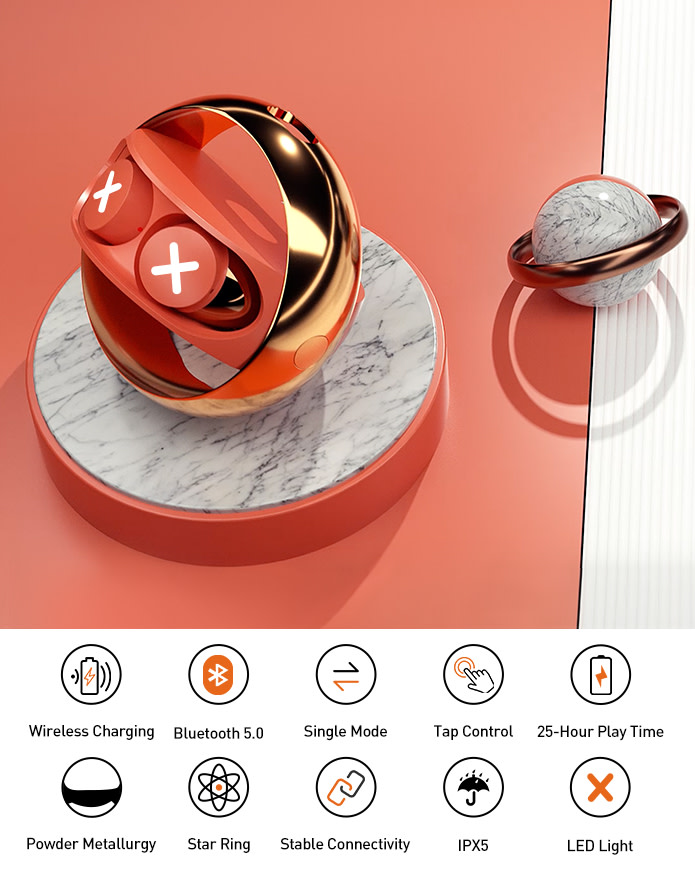 Wireless Charging
Bluetooth 5.0
Single Mode
Tap Control
25-Hour Play Time
Powder Metallurgy
Star Ring
Stable Connectivity
IPX5
LED Light